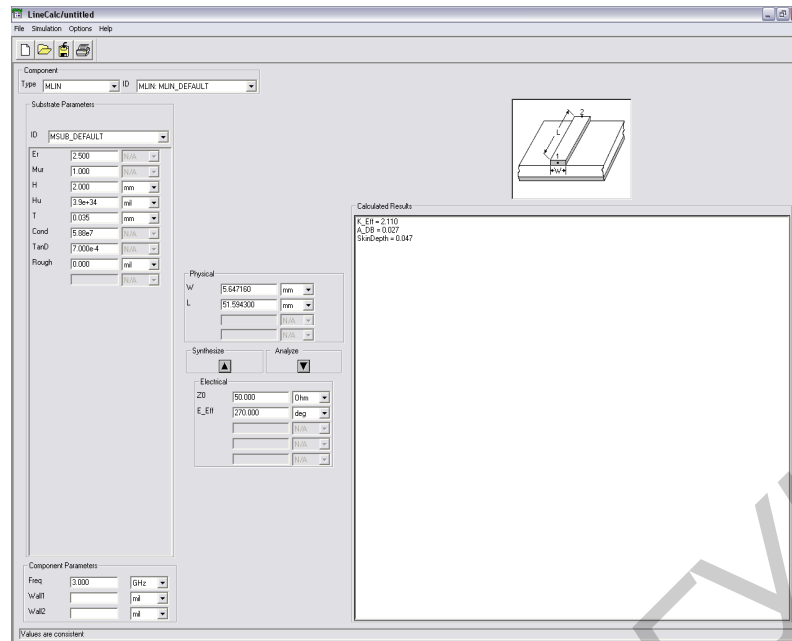 LineCalc/untitled
File Simulation Options Help
Component
Type MLIN ID MLIN: MLIN_DEFAULT
Substrate Parameters
ID MSUB_DEFAULT
Er 2.500 N/A
Mur 1.000 N/A
H 2.000 mm
Hu 3.9e+34 mil
T 0.035 mm
Cond 5.88e7 N/A
TanD 7.000e-4 N/A
Rough 0.000 mil
N/A
Physical
W 5.647160 mm
L 51.594300 mm
N/A
N/A
Synthesize Analyze
Electrical
Z0 50.000 Ohm
E_Eff 270.000 deg
N/A
N/A
N/A
L
2
1
W
Calculated Results
K_Eff = 2.110
A_DB = 0.027
SkinDepth = 0.047
Component Parameters
Freq 3.000 GHz
Wall1 mil
Wall2 mil
Values are consistent